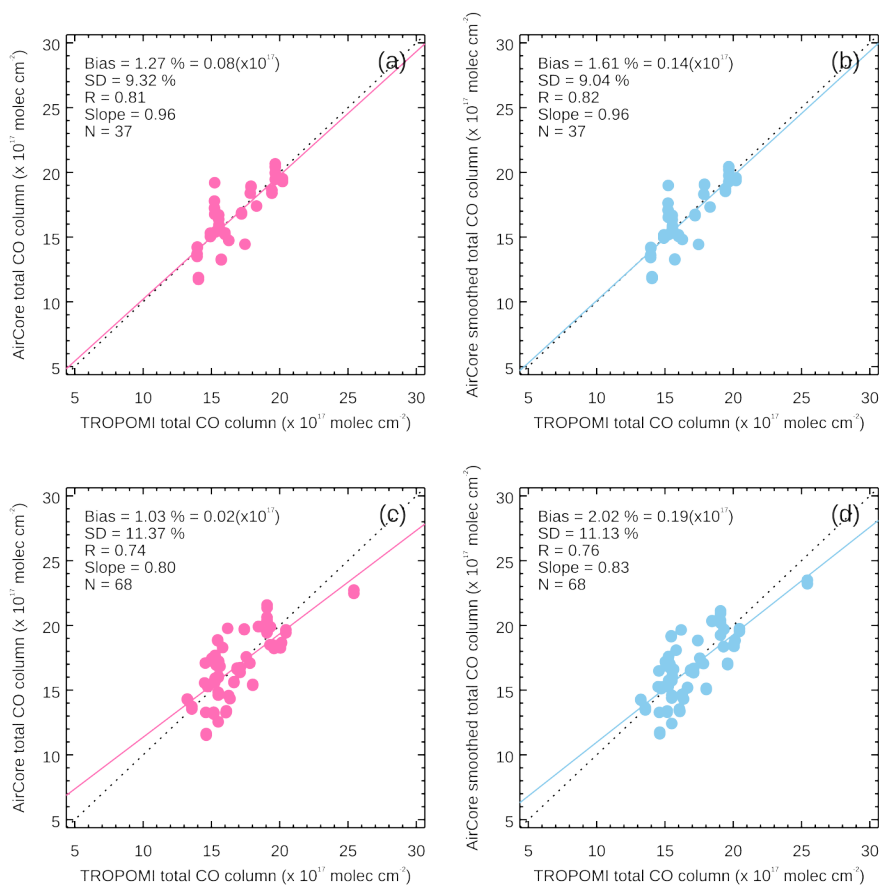 (a)
Bias = 1.27 % = 0.08(x10¹⁷)
SD = 9.32 %
R = 0.81
Slope = 0.96
N = 37
30
25
20
15
10
5
AirCore total CO column (x 10¹⁷ molec cm⁻²)
5 10 15 20 25 30
TROPOMI total CO column (x 10¹⁷ molec cm⁻²)
(b)
Bias = 1.61 % = 0.14(x10¹⁷)
SD = 9.04 %
R = 0.82
Slope = 0.96
N = 37
30
25
20
15
10
5
AirCore smoothed total CO column (x 10¹⁷ molec cm⁻²)
5 10 15 20 25 30
TROPOMI total CO column (x 10¹⁷ molec cm⁻²)
(c)
Bias = 1.03 % = 0.02(x10¹⁷)
SD = 11.37 %
R = 0.74
Slope = 0.80
N = 68
30
25
20
15
10
5
AirCore total CO column (x 10¹⁷ molec cm⁻²)
5 10 15 20 25 30
TROPOMI total CO column (x 10¹⁷ molec cm⁻²)
(d)
Bias = 2.02 % = 0.19(x10¹⁷)
SD = 11.13 %
R = 0.76
Slope = 0.83
N = 68
30
25
20
15
10
5
AirCore smoothed total CO column (x 10¹⁷ molec cm⁻²)
5 10 15 20 25 30
TROPOMI total CO column (x 10¹⁷ molec cm⁻²)